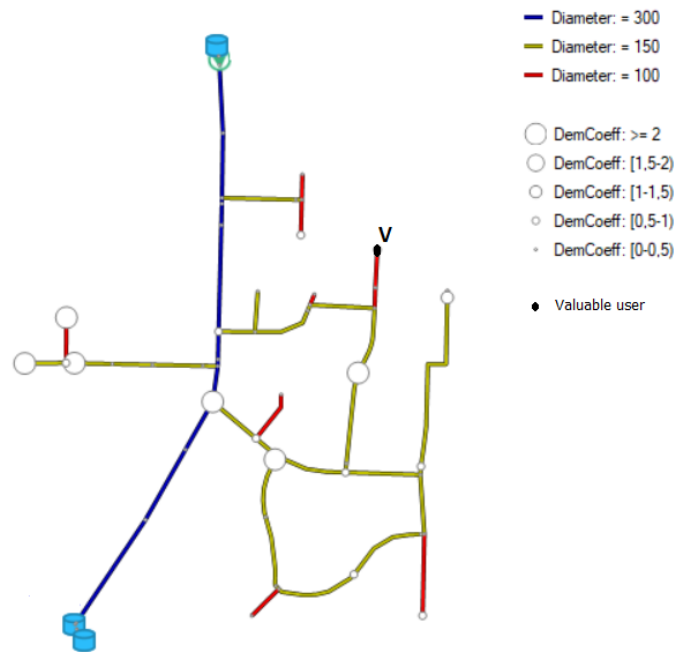 Diameter: = 300
Diameter: = 150
Diameter: = 100
DemCoeff: >= 2
DemCoeff: [1,5-2)
DemCoeff: [1-1,5)
DemCoeff: [0,5-1)
DemCoeff: [0-0,5)
V
Valuable user